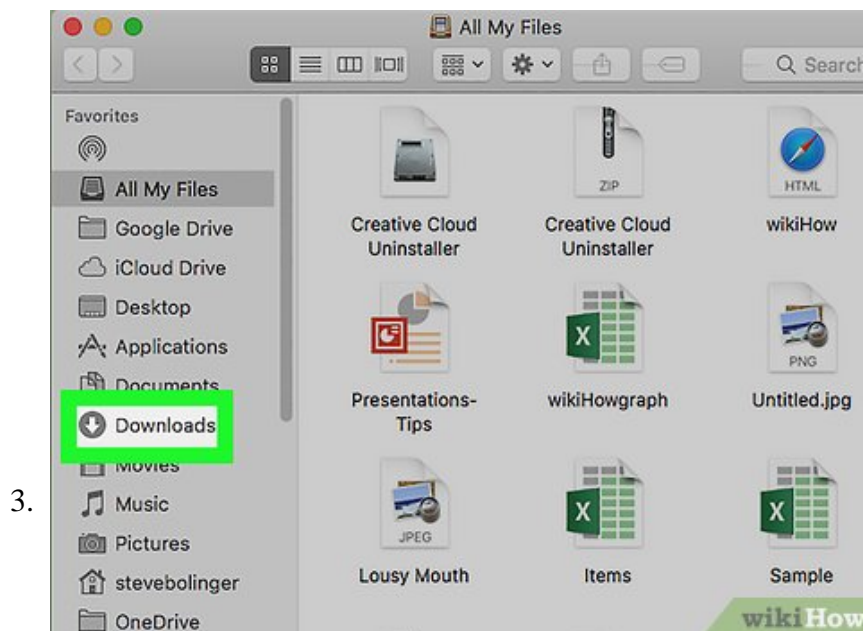 All My Files
Search
Favorites
All My Files
Google Drive
iCloud Drive
Desktop
Applications
Documents
Downloads
Movies
Music
Pictures
stevebolinger
OneDrive
Creative Cloud
Uninstaller
ZIP
Creative Cloud
Uninstaller
HTML
wikiHow
Presentations-
Tips
X
wikiHowgraph
PNG
Untitled.jpg
JPEG
Lousy Mouth
X
Items
X
Sample
3.
wikiHow